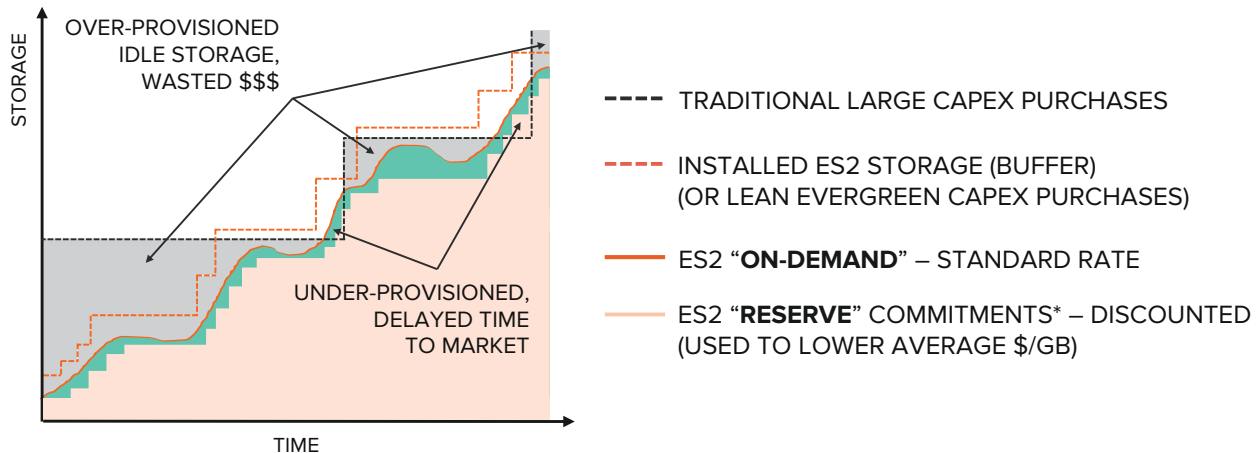 STORAGE
OVER-PROVISIONED
IDLE STORAGE,
WASTED $$$
UNDER-PROVISIONED,
DELAYED TIME
TO MARKET
TIME
TRADITIONAL LARGE CAPEX PURCHASES
INSTALLED ES2 STORAGE (BUFFER)
(OR LEAN EVERGREEN CAPEX PURCHASES)
ES2 “ON-DEMAND” – STANDARD RATE
ES2 “RESERVE” COMMITMENTS* – DISCOUNTED
(USED TO LOWER AVERAGE $/GB)